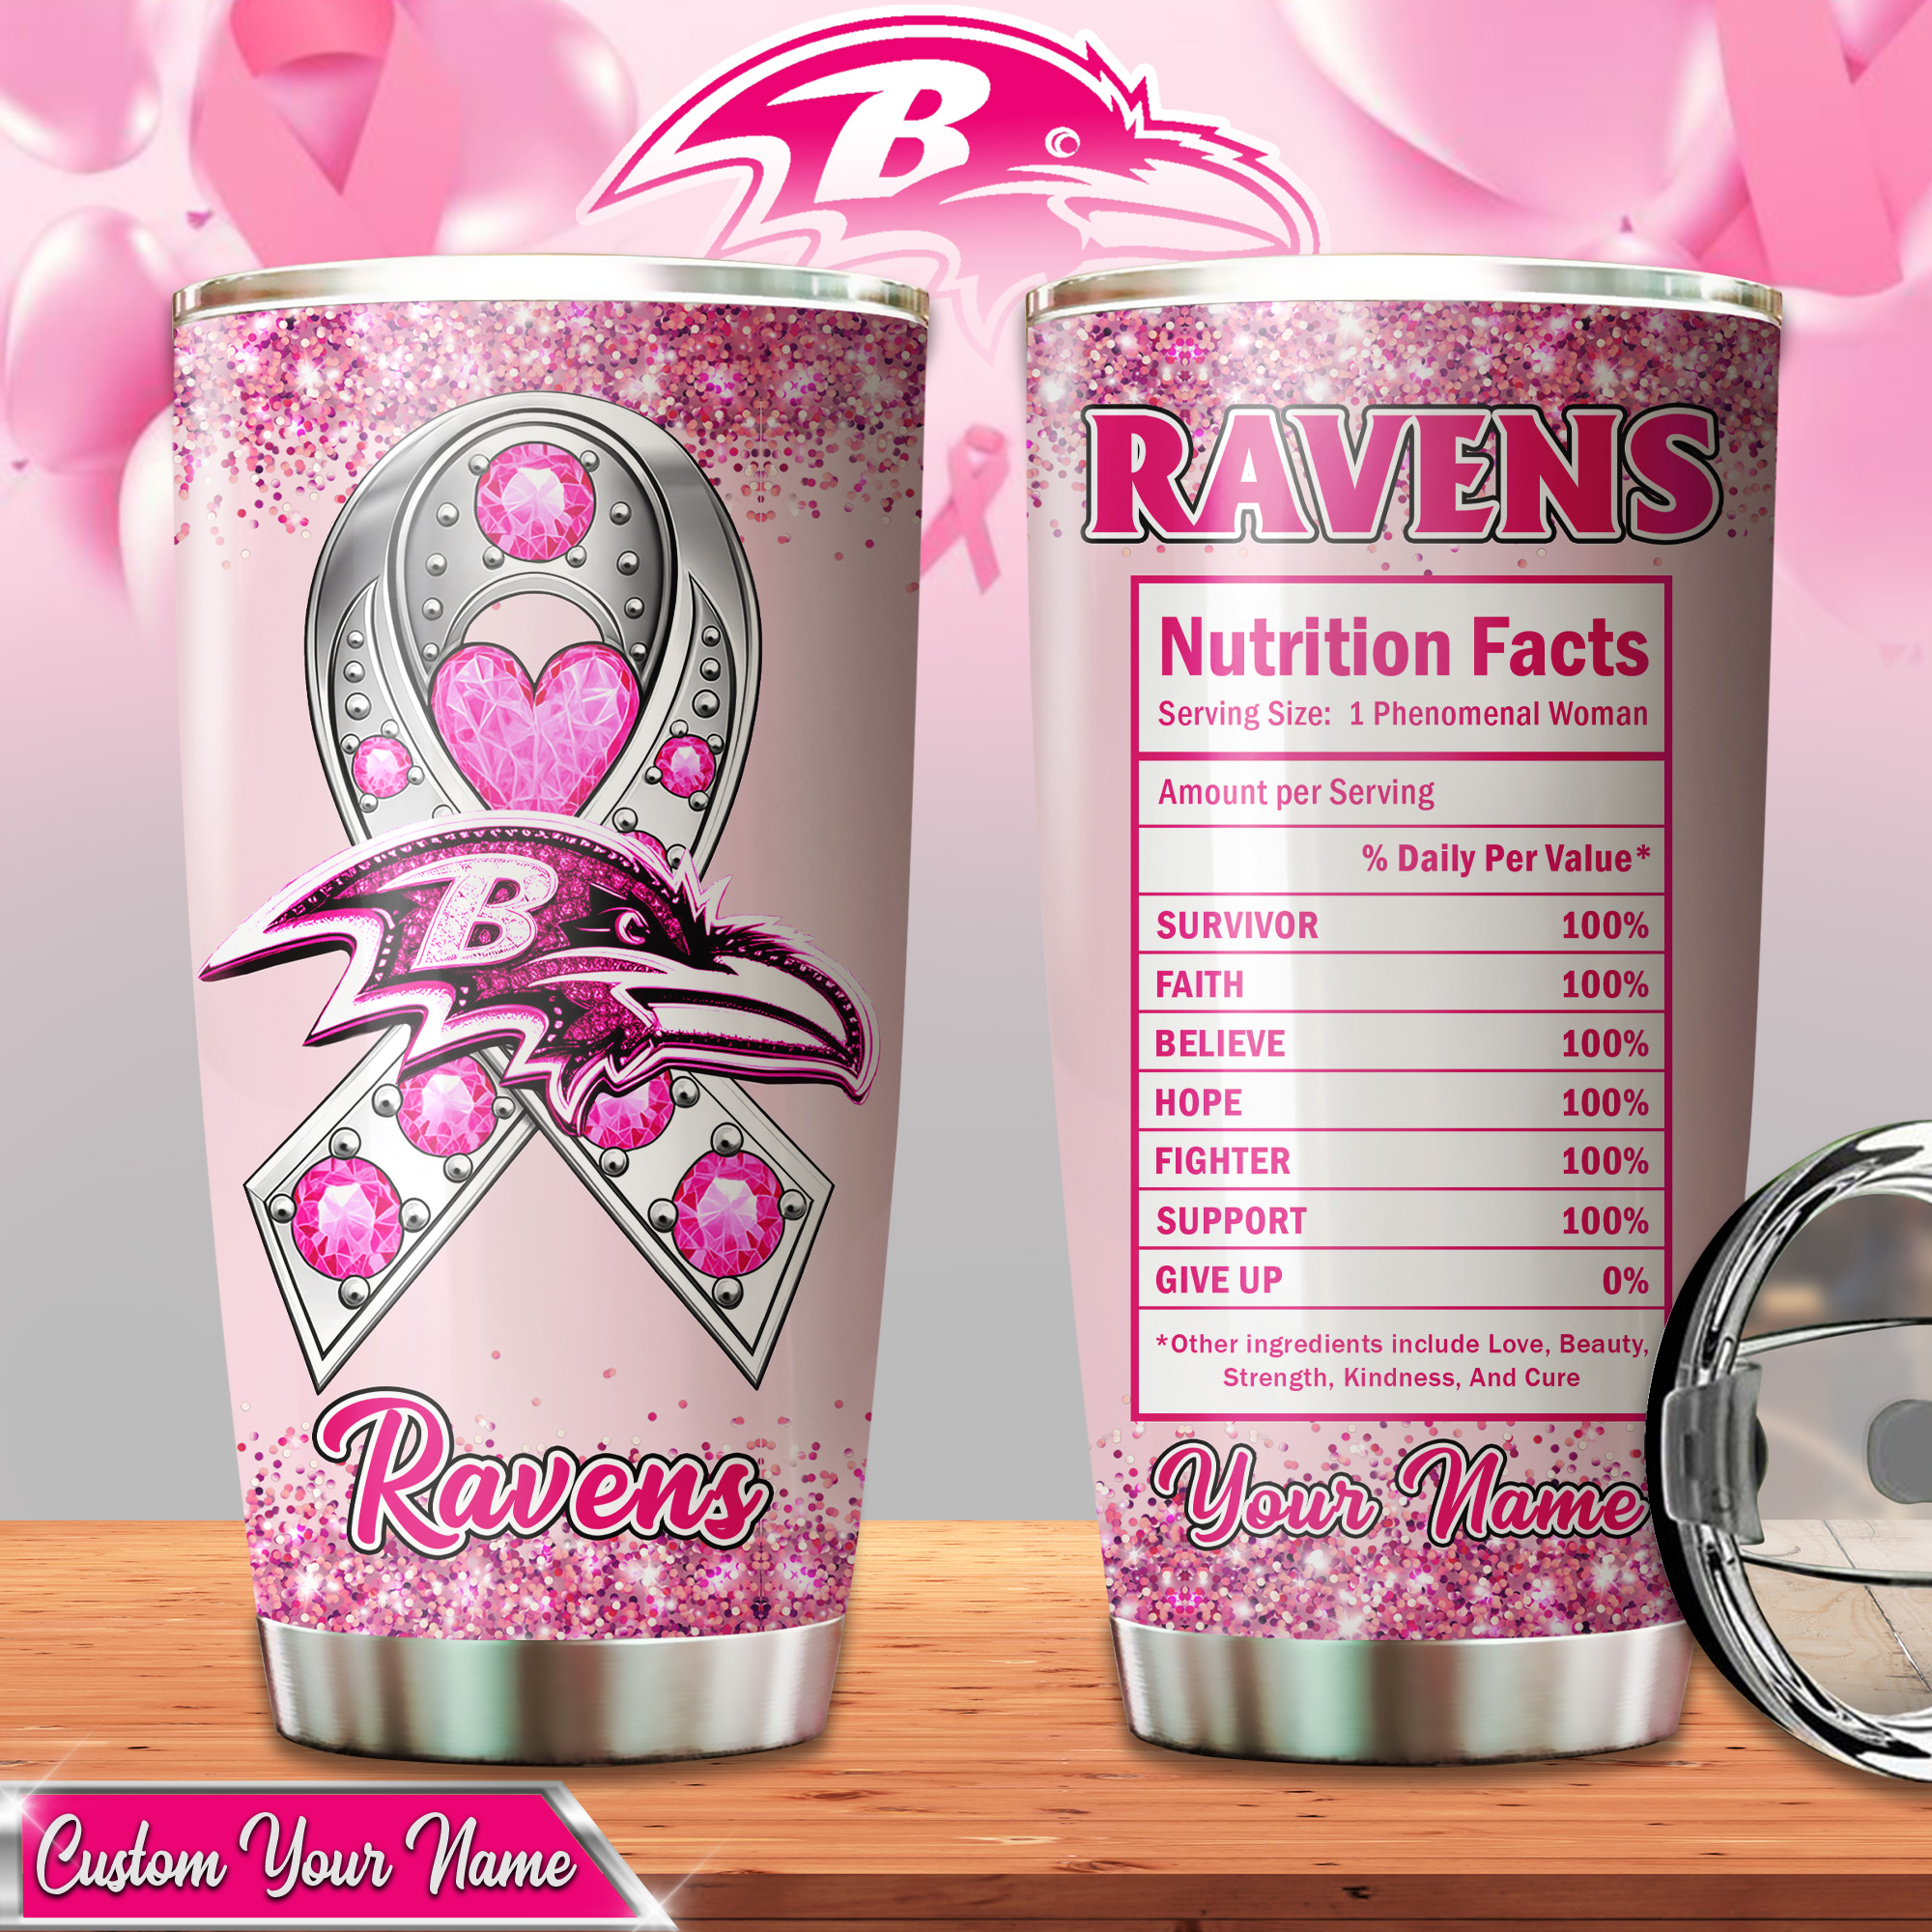 B
B
Ravens
RAVENS
Nutrition Facts
Serving Size: 1 Phenomenal Woman
Amount per Serving
% Daily Per Value*
SURVIVOR 100%
FAITH 100%
BELIEVE 100%
HOPE 100%
FIGHTER 100%
SUPPORT 100%
GIVE UP 0%
*Other ingredients include Love, Beauty,
Strength, Kindness, And Cure
Your Name
Custom Your Name